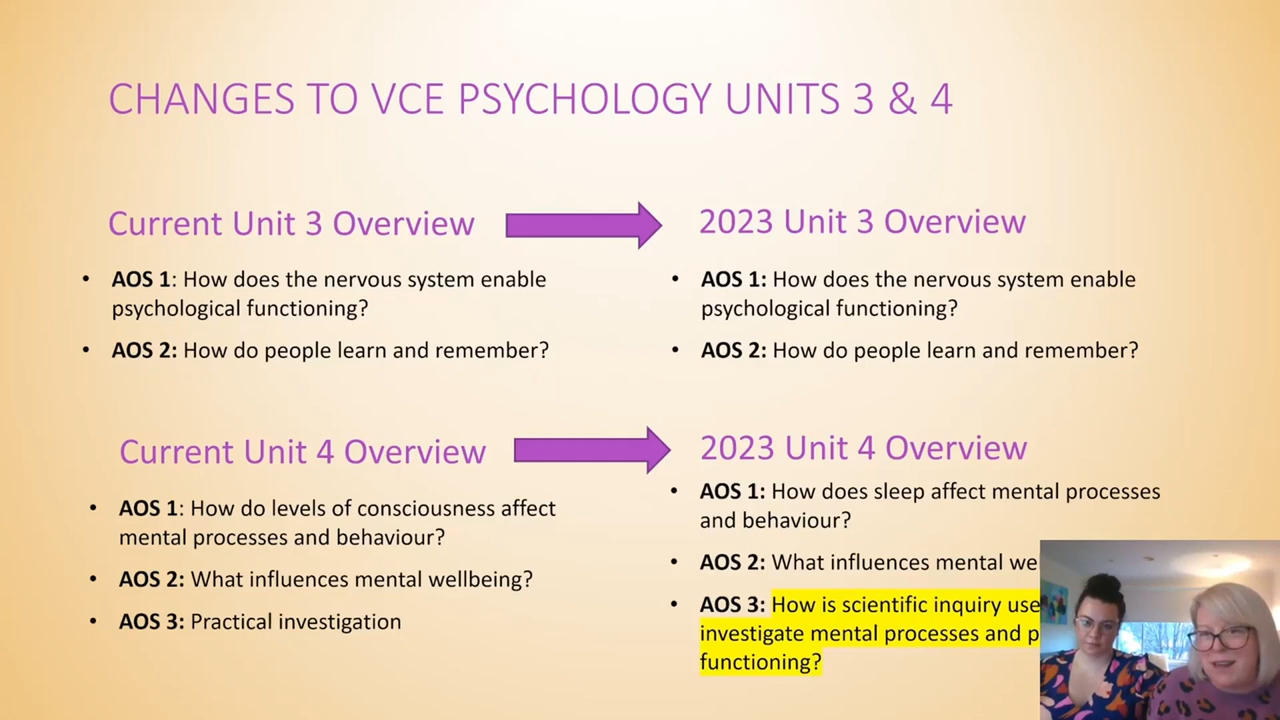 CHANGES TO VCE PSYCHOLOGY UNITS 3 & 4
Current Unit 3 Overview
• AOS 1: How does the nervous system enable
psychological functioning?
• AOS 2: How do people learn and remember?
2023 Unit 3 Overview
• AOS 1: How does the nervous system enable
psychological functioning?
• AOS 2: How do people learn and remember?
Current Unit 4 Overview
• AOS 1: How do levels of consciousness affect
mental processes and behaviour?
• AOS 2: What influences mental wellbeing?
• AOS 3: Practical investigation
2023 Unit 4 Overview
• AOS 1: How does sleep affect mental processes
and behaviour?
• AOS 2: What influences mental
• AOS 3: How is scientific inquiry
investigate mental processes and
functioning?